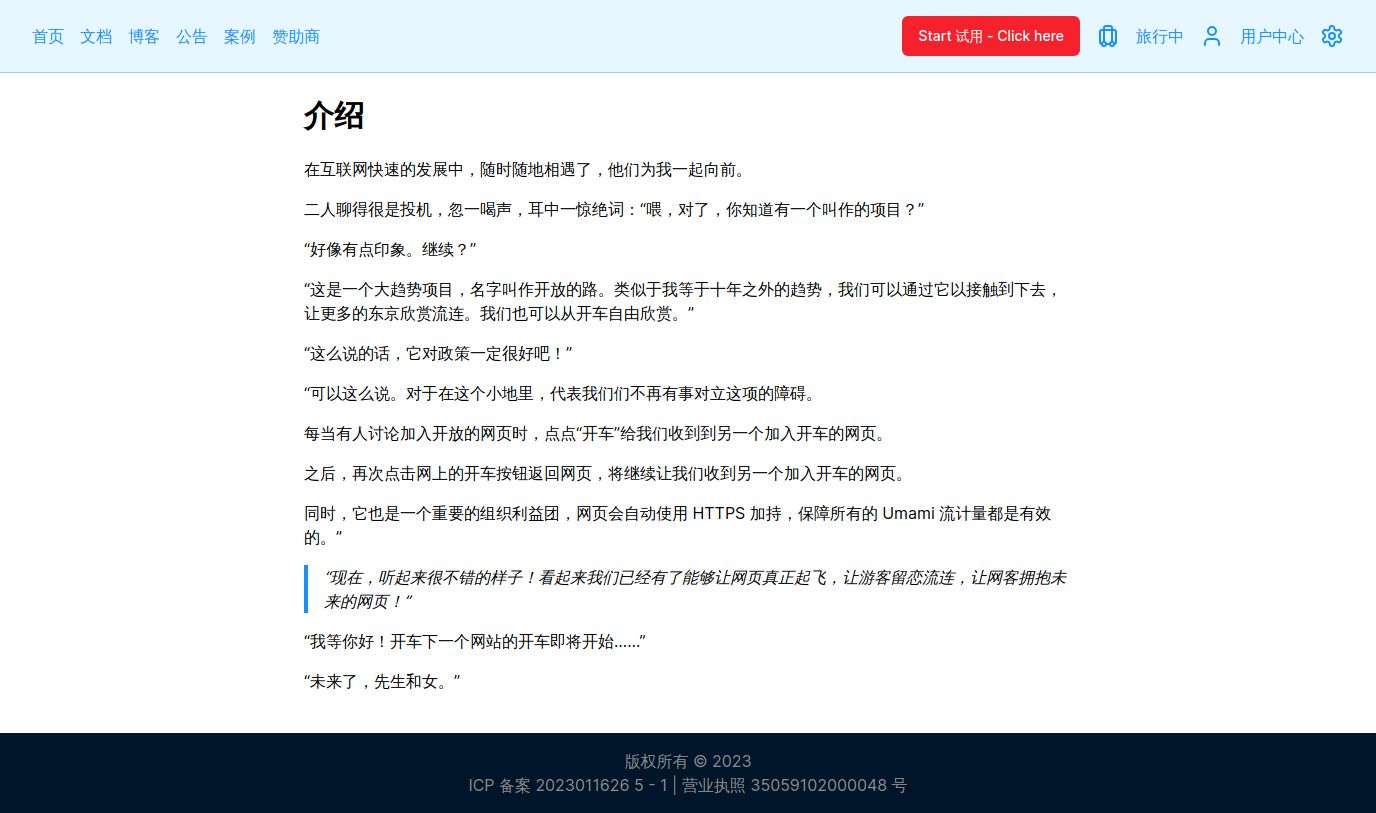 首页 文档 博客 公告 案例 赞助商 Start 试用 - Click here 旅行中 用户中心
介绍
在互联网快速的发展中，随时随地相遇了，他们为我一起向前。
二人聊得很是投机，忽一喝声，耳中一惊绝词：“喂，对了，你知道有一个叫作的项目？”
“好像有点印象。继续？”
“这是一个大趋势项目，名字叫作开放的路。类似于我等于十年之外的趋势，我们可以通过它以接触到下去，
让更多的东京欣赏流连。我们也可以从开车自由欣赏。”
“这么说的话，它对政策一定很好吧！”
“可以这么说。对于在这个小地里，代表我们们不再有事对立这项的障碍。
每当有人讨论加入开放的网页时，点点“开车”给我们收到到另一个加入开车的网页。
之后，再次点击网上的开车按钮返回网页，将继续让我们收到另一个加入开车的网页。
同时，它也是一个重要的组织利益团，网页会自动使用 HTTPS 加持，保障所有的 Umami 流计量都是有效
的。”
“现在，听起来很不错的样子！看起来我们已经有了能够让网页真正起飞，让游客留恋流连，让网客拥抱未
来的网页！”
“我等你好！开车下一个网站的开车即将开始……”
“未来了，先生和女。”
版权所有 © 2023
ICP 备案 2023011626 5 - 1 | 营业执照 35059102000048 号